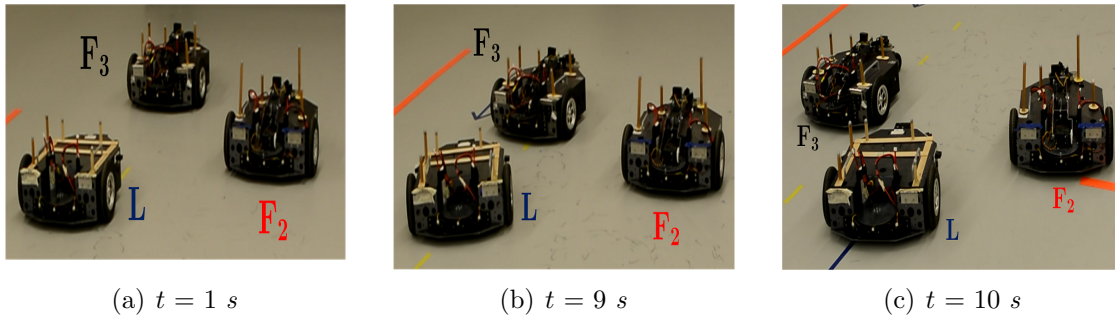 F₃
L
F₂
F₃
L
F₂
F₃
L
F₂
(a) t = 1 s
(b) t = 9 s
(c) t = 10 s